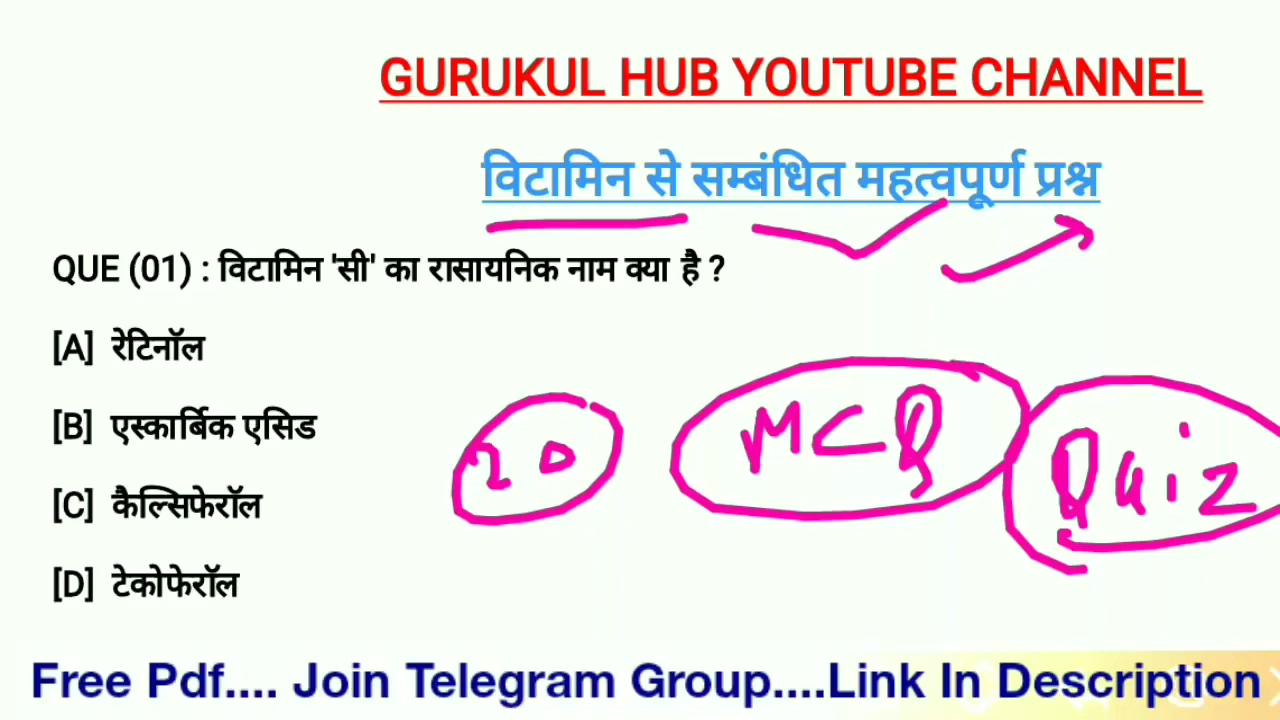 GURUKUL HUB YOUTUBE CHANNEL
विटामिन से सम्बंधित महत्वपूर्ण प्रश्न
QUE (01) : विटामिन 'सी' का रासायनिक नाम क्या है ?
[A] रेटिनॉल
[B] एस्कार्बिक एसिड
[C] कैल्सिफेरॉल
[D] टेकोफेरॉल
20 MCQ Quiz
Free Pdf.... Join Telegram Group....Link In Description